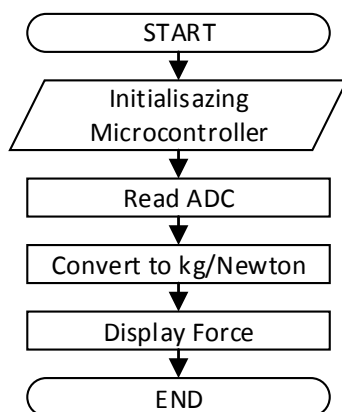 START
Initialisazing
Microcontroller
Read ADC
Convert to kg/Newton
Display Force
END